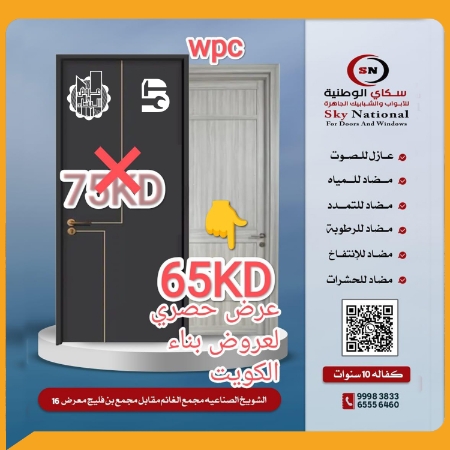 wpc
SN
سكاي الوطنية
للأبواب والشبابيك الجاهزة
Sky National
For Doors And Windows
75KD
65KD
عرض حصري
لعروض بناء
الكويت
عازل للصوت
مضاد للمياه
مضاد للتمدد
مضاد للرطوبة
مضاد للإنتفاخ
مضاد للحشرات
كفاله 10 سنوات
9998 3833
6555 6460
الشويخ الصناعيه مجمع الغانم مقابل مجمع بن فليج معرض 16